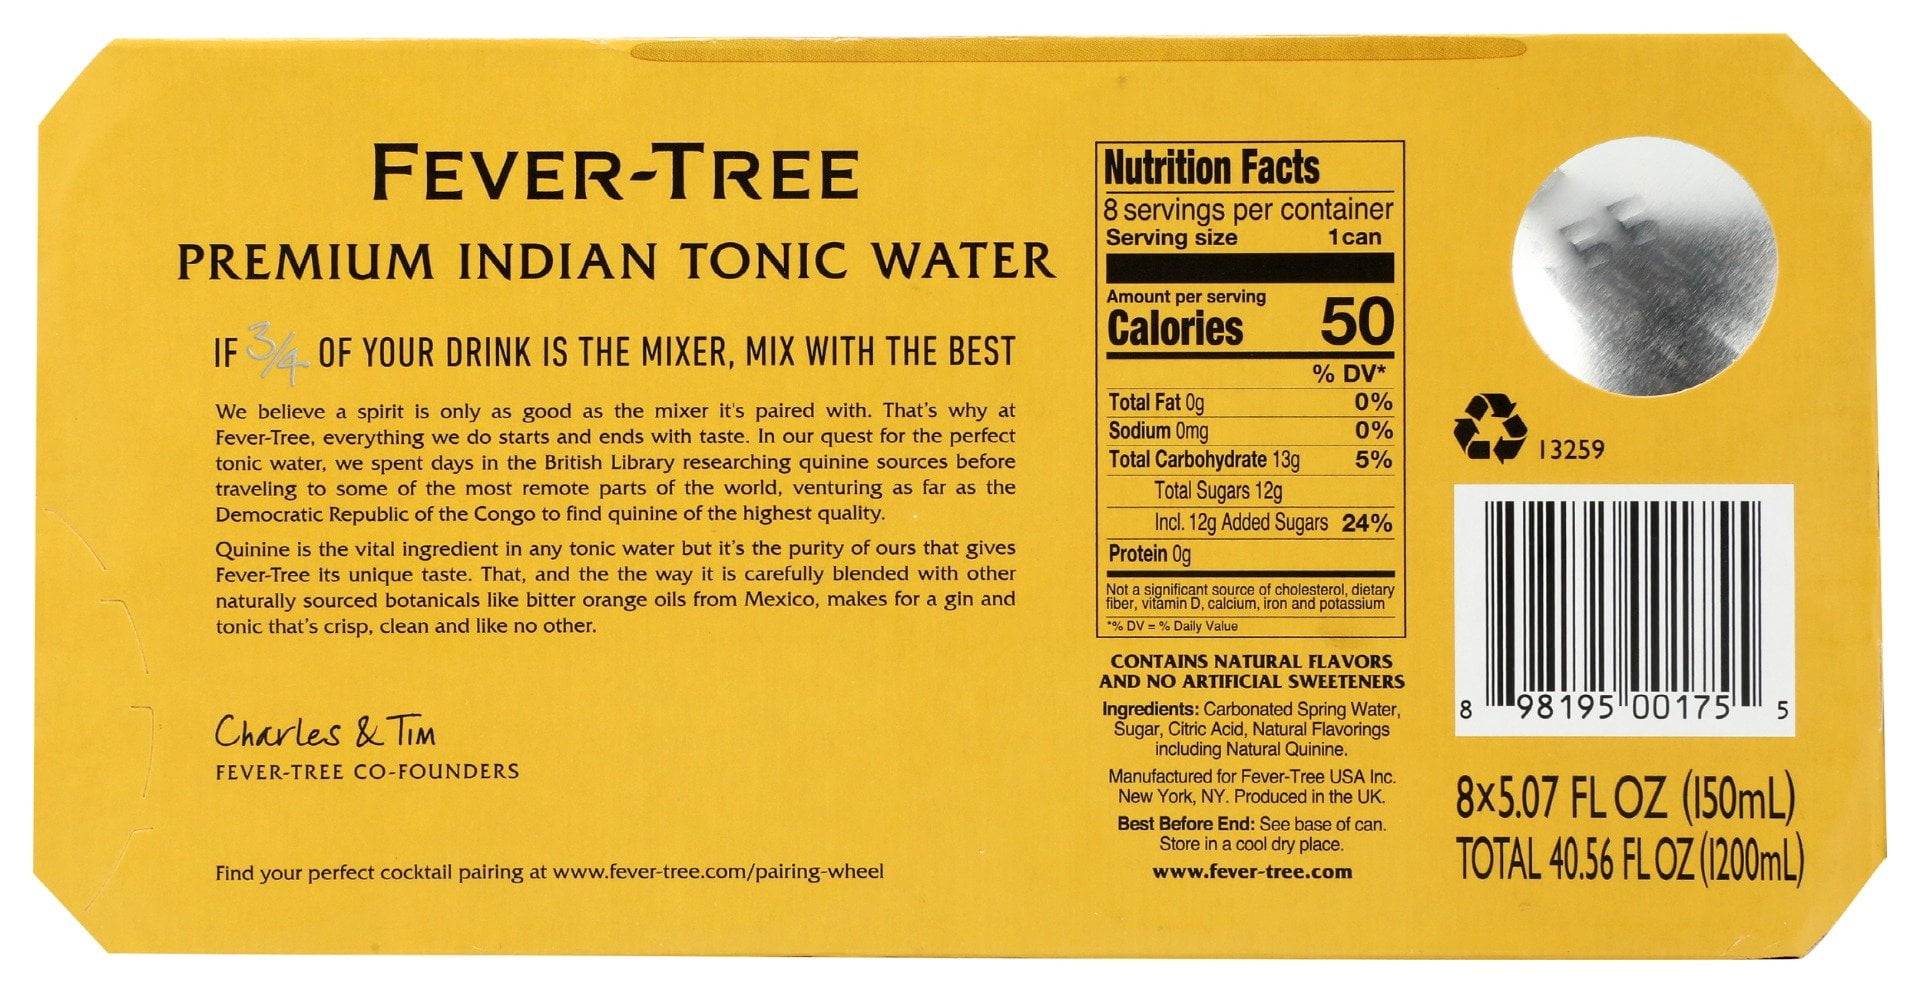 FEVER-TREE
PREMIUM INDIAN TONIC WATER
IF 3/4 OF YOUR DRINK IS THE MIXER, MIX WITH THE BEST
We believe a spirit is only as good as the mixer it's paired with. That's why at
Fever-Tree, everything we do starts and ends with taste. In our quest for the perfect
tonic water, we spent days in the British Library researching quinine sources before
traveling to some of the most remote parts of the world, venturing as far as the
Democratic Republic of the Congo to find quinine of the highest quality.
Quinine is the vital ingredient in any tonic water but it's the purity of ours that gives
Fever-Tree its unique taste. That, and the the way it is carefully blended with other
naturally sourced botanicals like bitter orange oils from Mexico, makes for a gin and
tonic that's crisp, clean and like no other.
Charles & Tim
FEVER-TREE CO-FOUNDERS
Find your perfect cocktail pairing at www.fever-tree.com/pairing-wheel
Nutrition Facts
8 servings per container
Serving size 1can
Amount per serving
Calories 50
% DV*
Total Fat 0g 0%
Sodium 0mg 0%
Total Carbohydrate 13g 5%
Total Sugars 12g
Incl. 12g Added Sugars 24%
Protein 0g
Not a significant source of cholesterol, dietary
fiber, vitamin D, calcium, iron and potassium
*% DV = % Daily Value
CONTAINS NATURAL FLAVORS
AND NO ARTIFICIAL SWEETENERS
Ingredients: Carbonated Spring Water,
Sugar, Citric Acid, Natural Flavorings
including Natural Quinine.
Manufactured for Fever-Tree USA Inc.
New York, NY. Produced in the UK.
Best Before End: See base of can.
Store in a cool dry place.
www.fever-tree.com
13259
8 98195 00175 5
8x5.07 FL OZ (150mL)
TOTAL 40.56 FL OZ (1200mL)